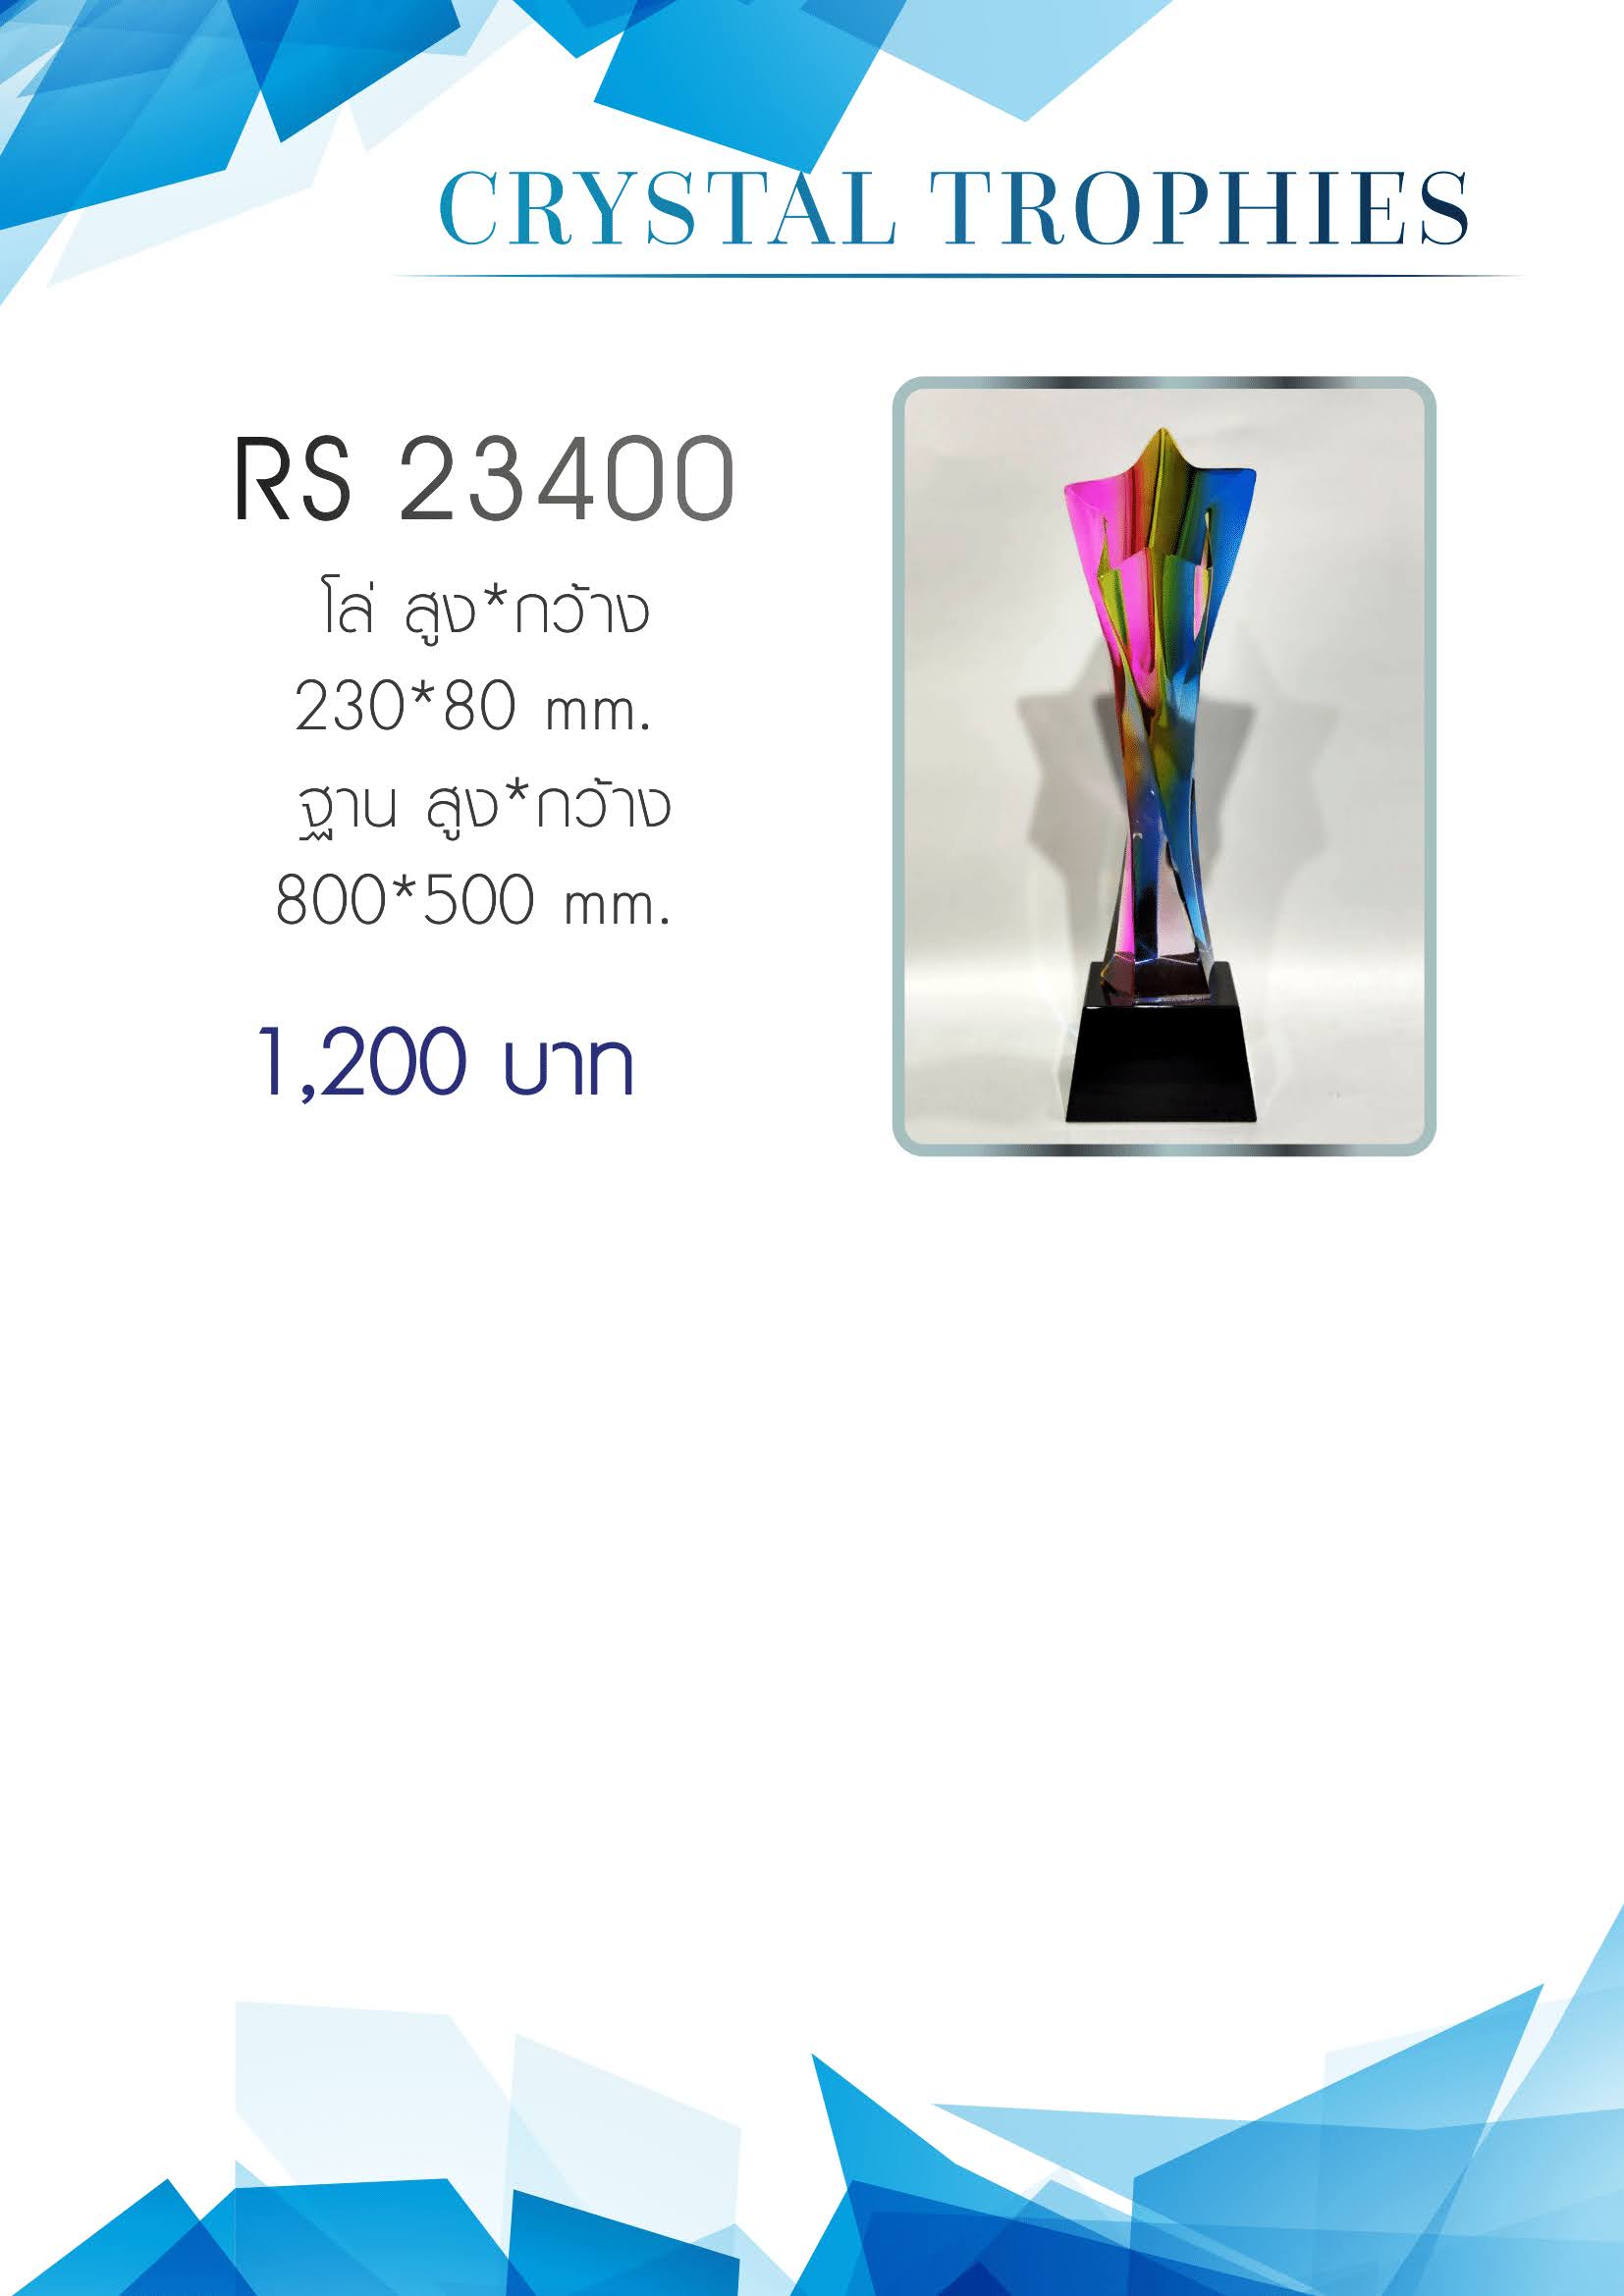 CRYSTAL TROPHIES
RS 23400
โล่ สูง*กว้าง
230*80 mm.
ฐาน สูง*กว้าง
800*500 mm.
1,200 บาท